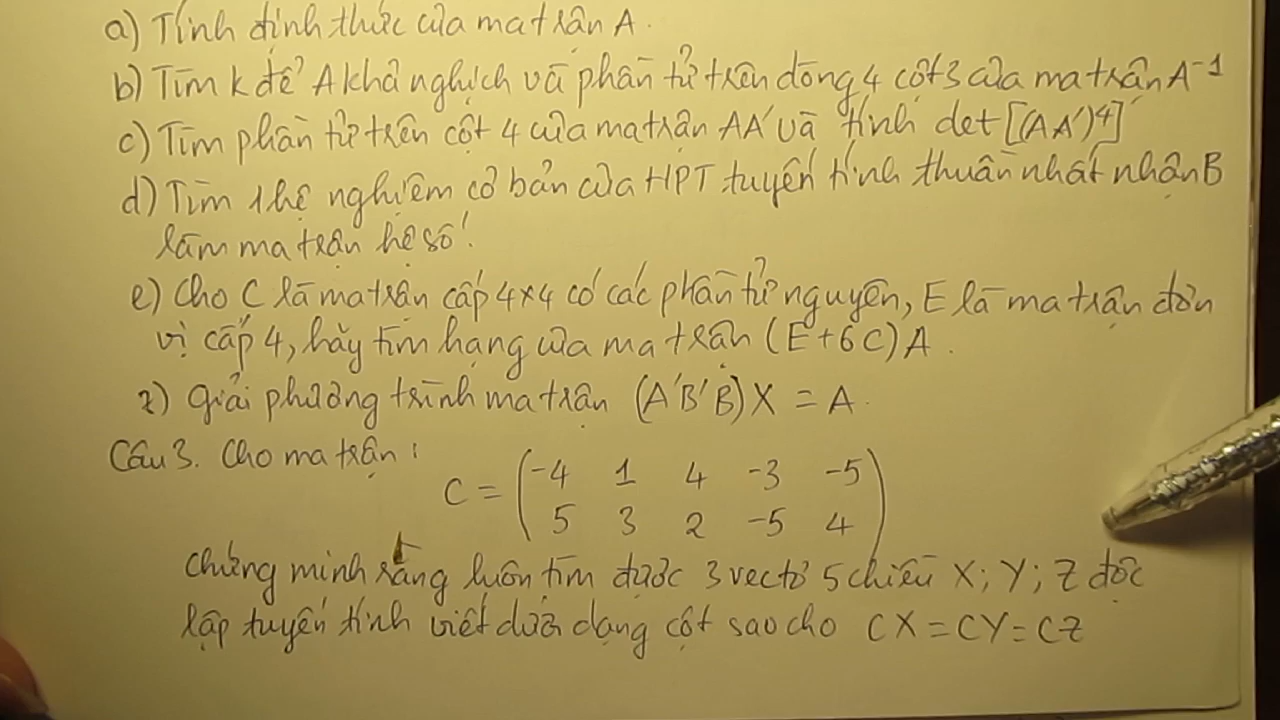 a) Tính định thức của ma trận A.
b) Tìm k để A khả nghịch và phần tử trên dòng 4 cột 3 của ma trận A⁻¹
c) Tìm phần tử trên cột 4 của ma trận AA' và tính det[(AA')⁴]
d) Tìm 1 hệ nghiệm cơ bản của HPT tuyến tính thuần nhất nhận B
làm ma trận hệ số.
e) Cho C là ma trận cấp 4×4 có các phần tử nguyên, E là ma trận đơn
vị cấp 4, hãy tìm hạng của ma trận (E+6C)A.
z) Giải phương trình ma trận (A'B'B)X = A.
Câu 3. Cho ma trận:
C = (-4 1 4 -3 -5
5 3 2 -5 4)
chứng minh rằng luôn tìm được 3 vectơ 5 chiều X; Y; Z độc
lập tuyến tính viết dưới dạng cột sao cho CX = CY = CZ